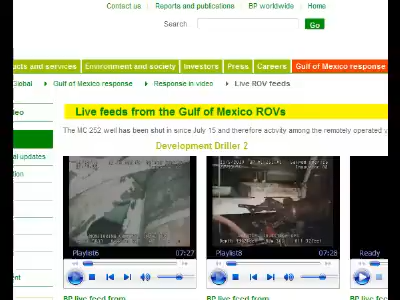 Contact us | Reports and publications | BP worldwide | Home
Search Go
ucts and services Environment and society Investors Press Careers Gulf of Mexico response
Global Gulf of Mexico response Response in video Live ROV feeds
deo Live feeds from the Gulf of Mexico ROVs
The MC 252 well has been shut in since July 15 and therefore activity among the remotely operated v
Development Driller 2
al updates
tion
Playlist6 07:27 Playlist8 07:28 Ready
ent
BP live feed from BP live feed from